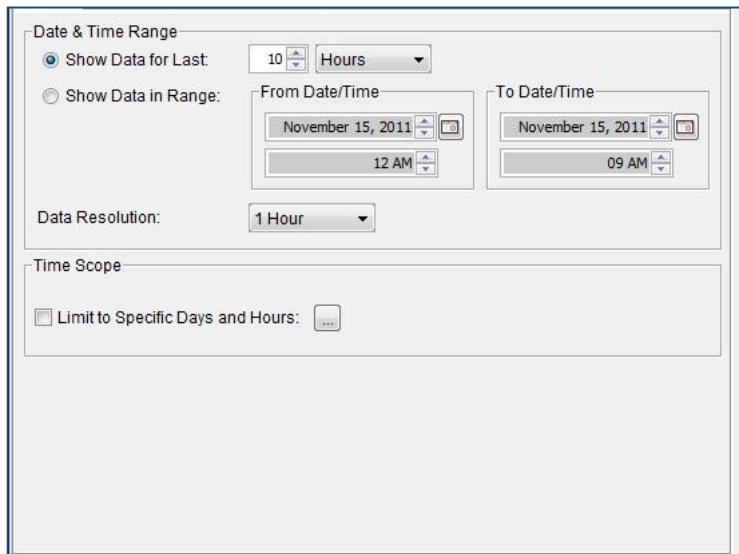 Date & Time Range
Show Data for Last: 10 Hours
Show Data in Range: From Date/Time To Date/Time
November 15, 2011 November 15, 2011
12 AM 09 AM
Data Resolution: 1 Hour
Time Scope
Limit to Specific Days and Hours: ...